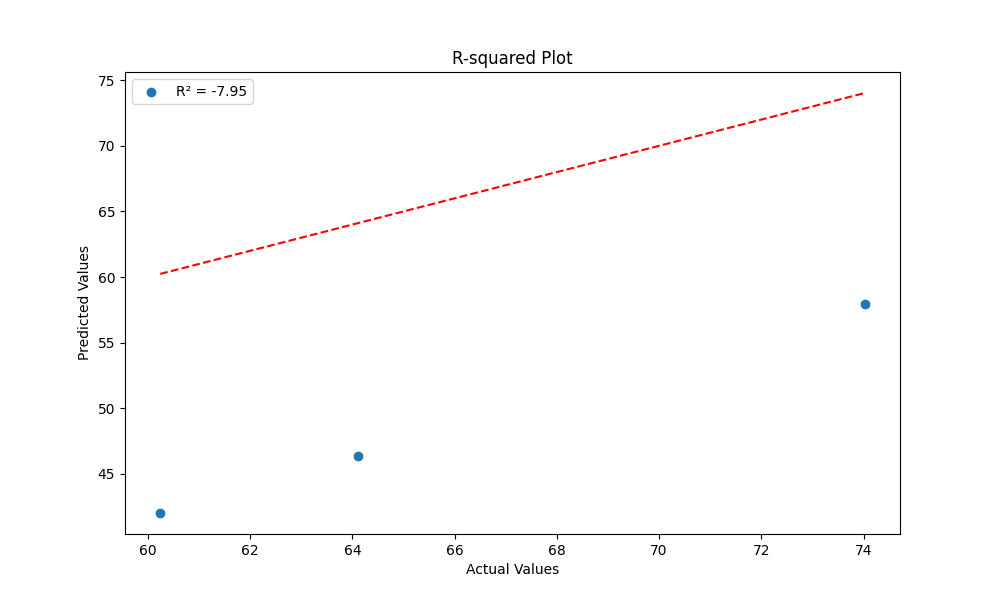 R-squared Plot
R² = -7.95
75
70
65
60
55
50
45
Predicted Values
60 62 64 66 68 70 72 74
Actual Values